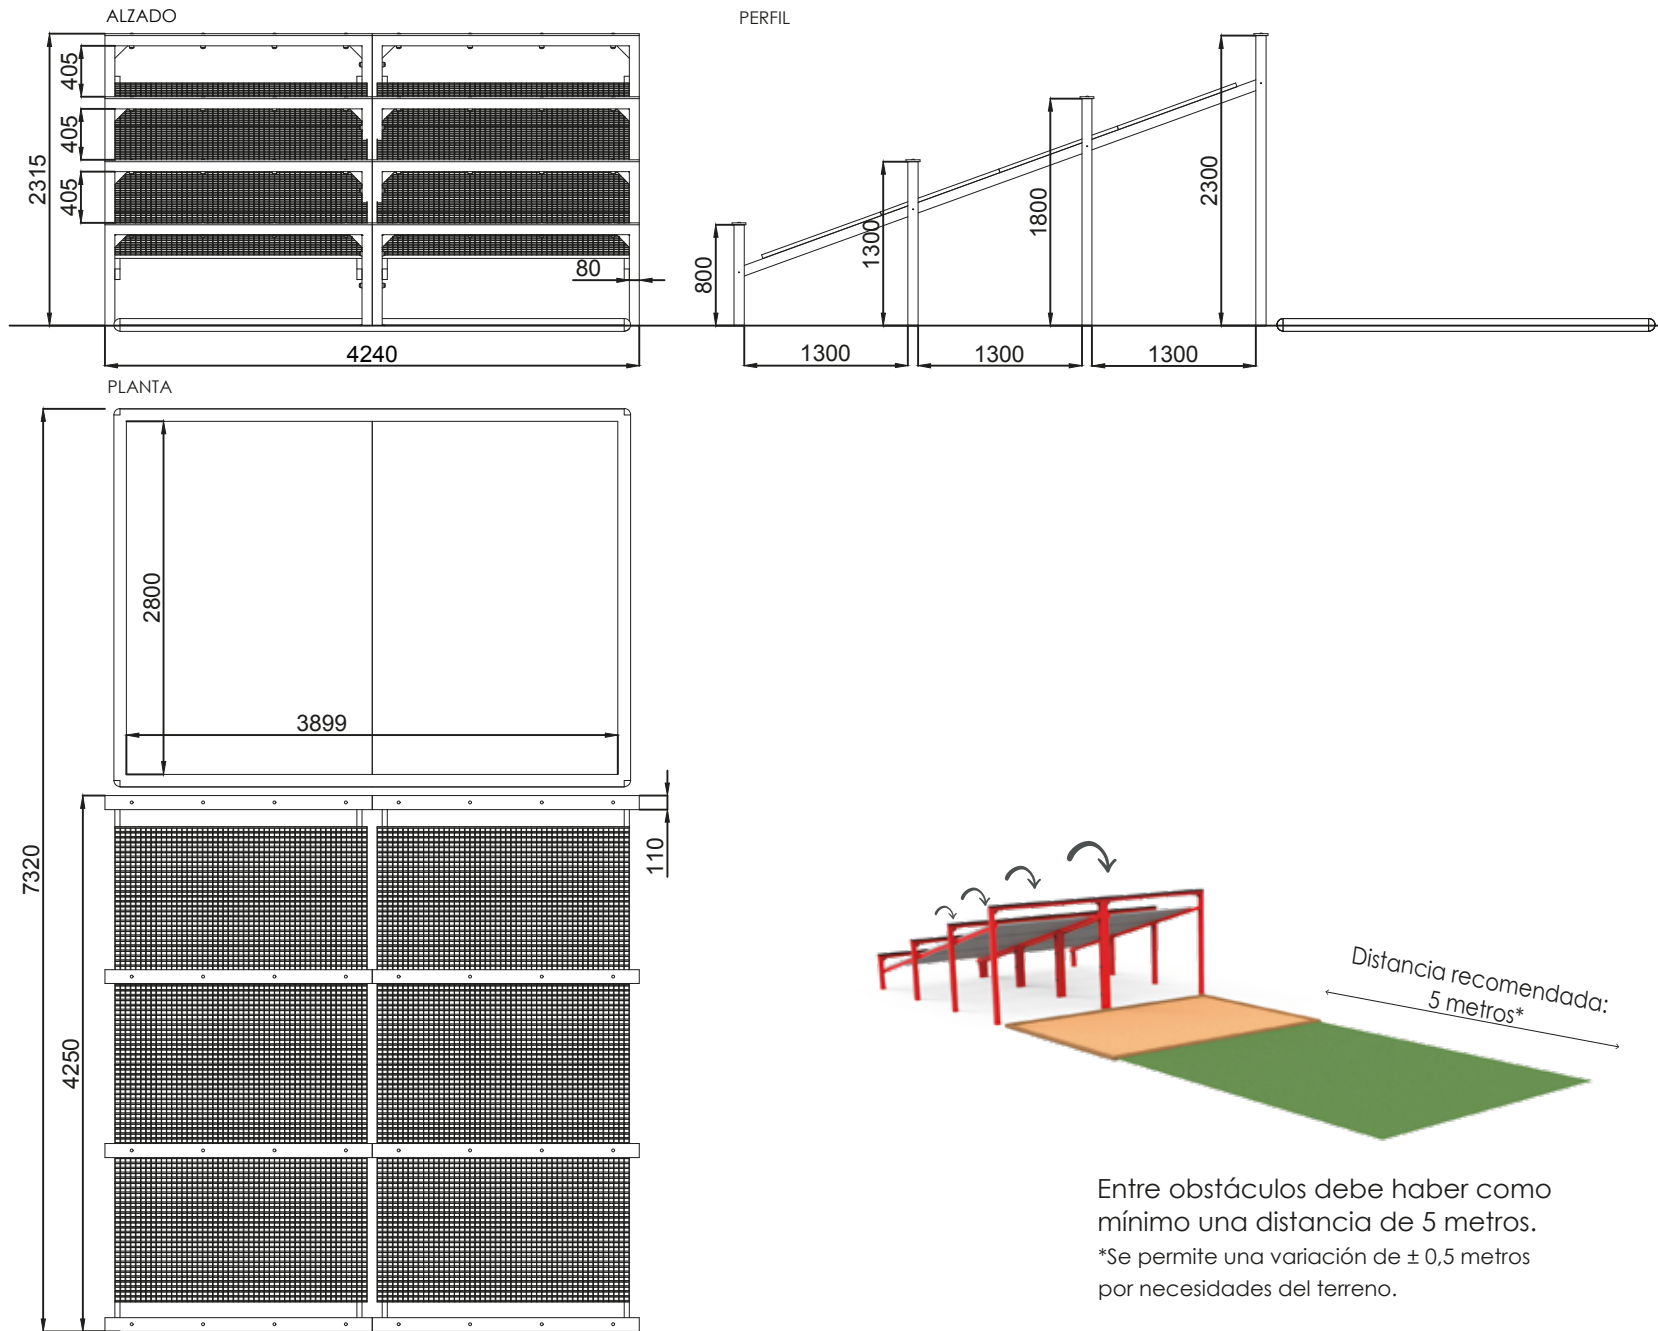 ALZADO
PERFIL
405
405
405
2315
80
4240
800
1300
1800
2300
1300
1300
1300
PLANTA
2800
3899
7320
110
4250
Distancia recomendada:
5 metros*
Entre obstáculos debe haber como
mínimo una distancia de 5 metros.
*Se permite una variación de ± 0,5 metros
por necesidades del terreno.